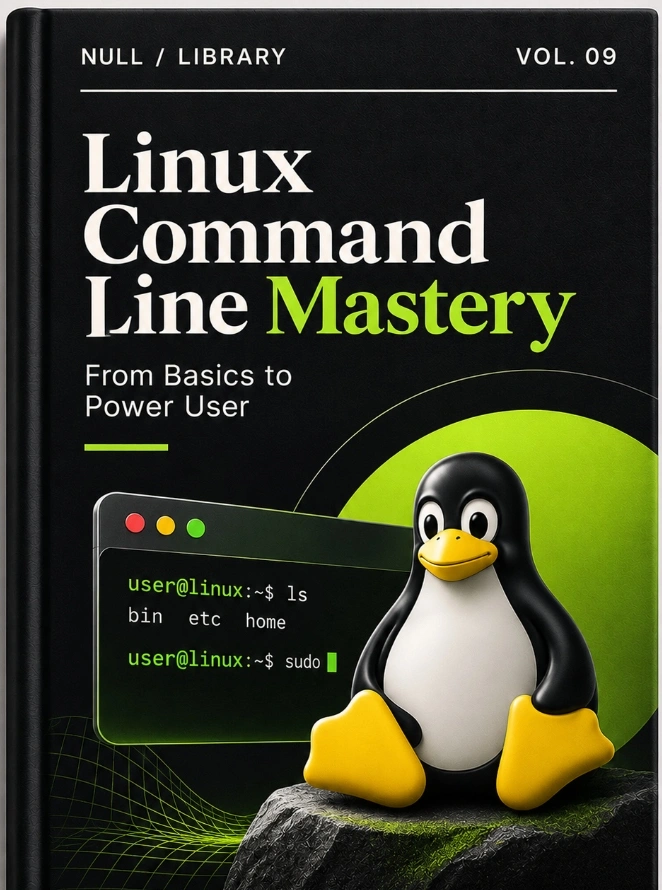 NULL / LIBRARY
VOL. 09
Linux
Command
Line Mastery
From Basics to
Power User
user@linux:~$ ls
bin etc home
user@linux:~$ sudo